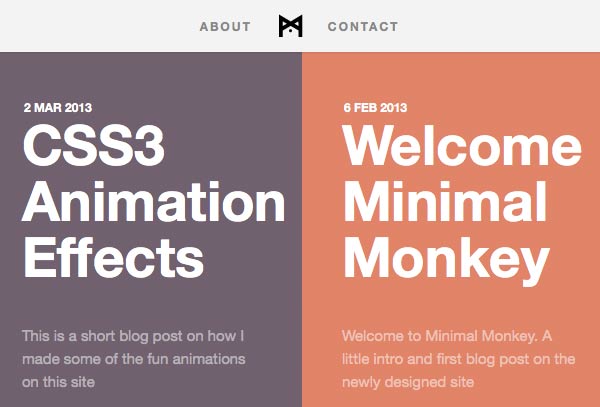 ABOUT CONTACT
2 MAR 2013
CSS3
Animation
Effects
This is a short blog post on how I
made some of the fun animations
on this site
6 FEB 2013
Welcome
Minimal
Monkey
Welcome to Minimal Monkey. A
little intro and first blog post on the
newly designed site